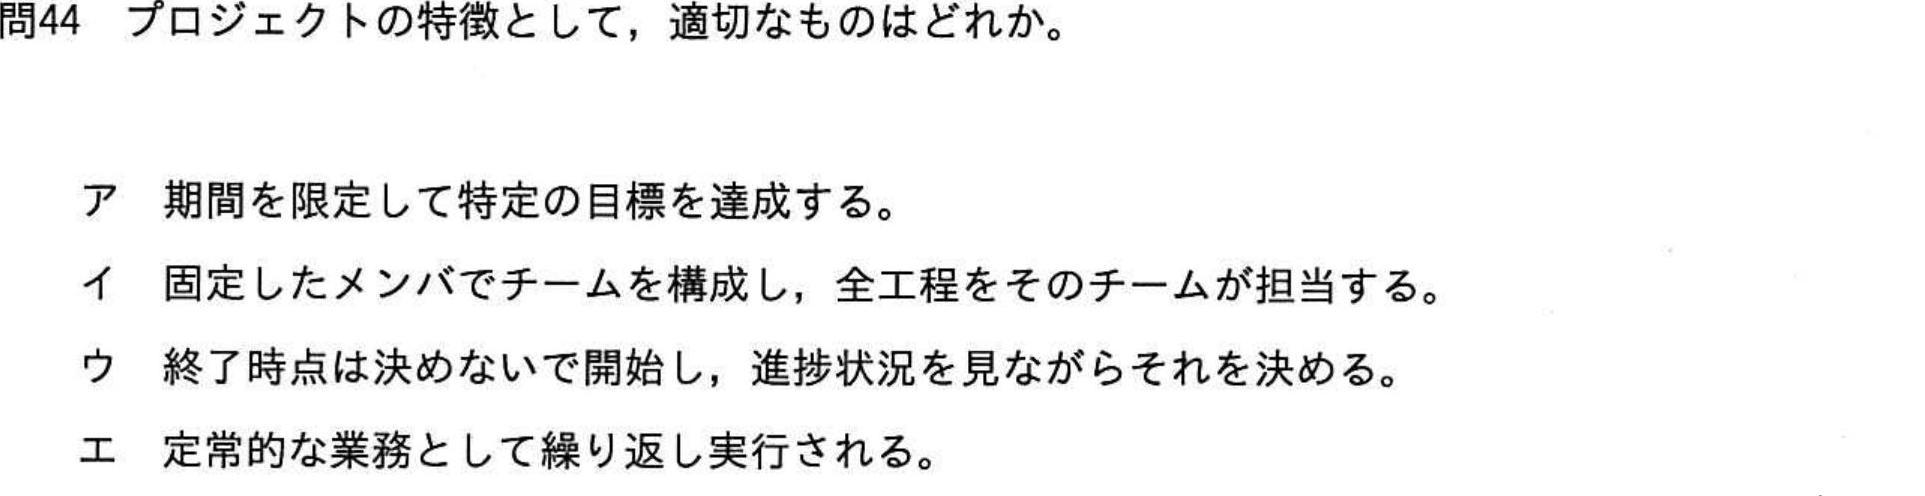 問44　プロジェクトの特徴として，適切なものはどれか。
ア　期間を限定して特定の目標を達成する。
イ　固定したメンバでチームを構成し，全工程をそのチームが担当する。
ウ　終了時点は決めないで開始し，進捗状況を見ながらそれを決める。
エ　定常的な業務として繰り返し実行される。